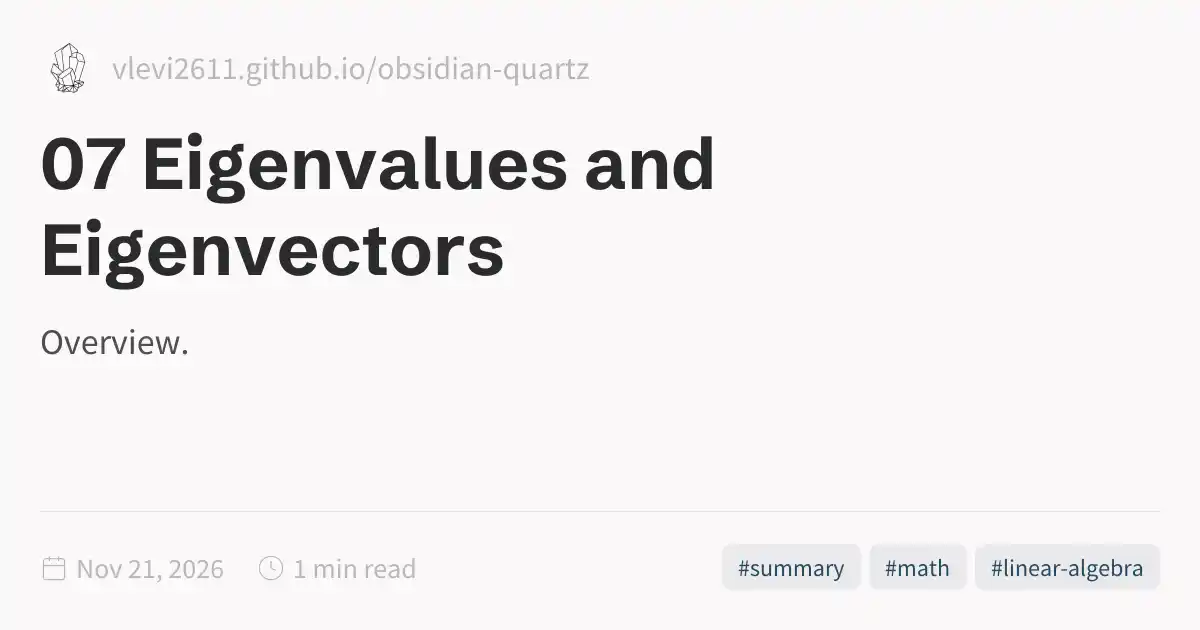 vlevi2611.github.io/obsidian-quartz
07 Eigenvalues and
Eigenvectors
Overview.
Nov 21, 2026 1 min read #summary #math #linear-algebra